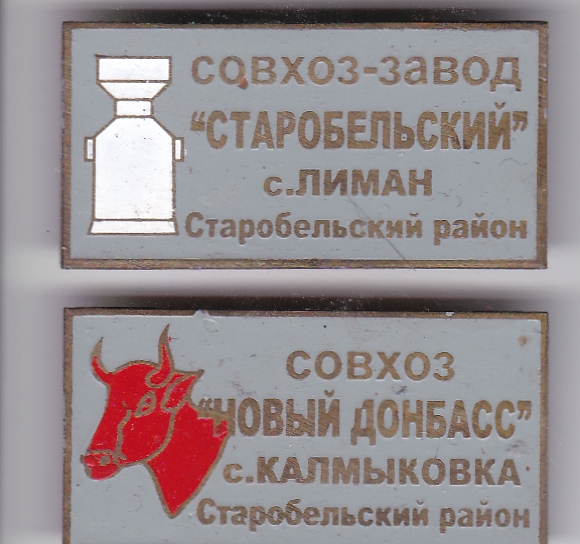 СОВХОЗ-ЗАВОД
"СТАРОБЕЛЬСКИЙ"
с.ЛИМАН
Старобельский район
СОВХОЗ
"НОВЫЙ ДОНБАСС"
с.КАЛМЫКОВКА
Старобельский район